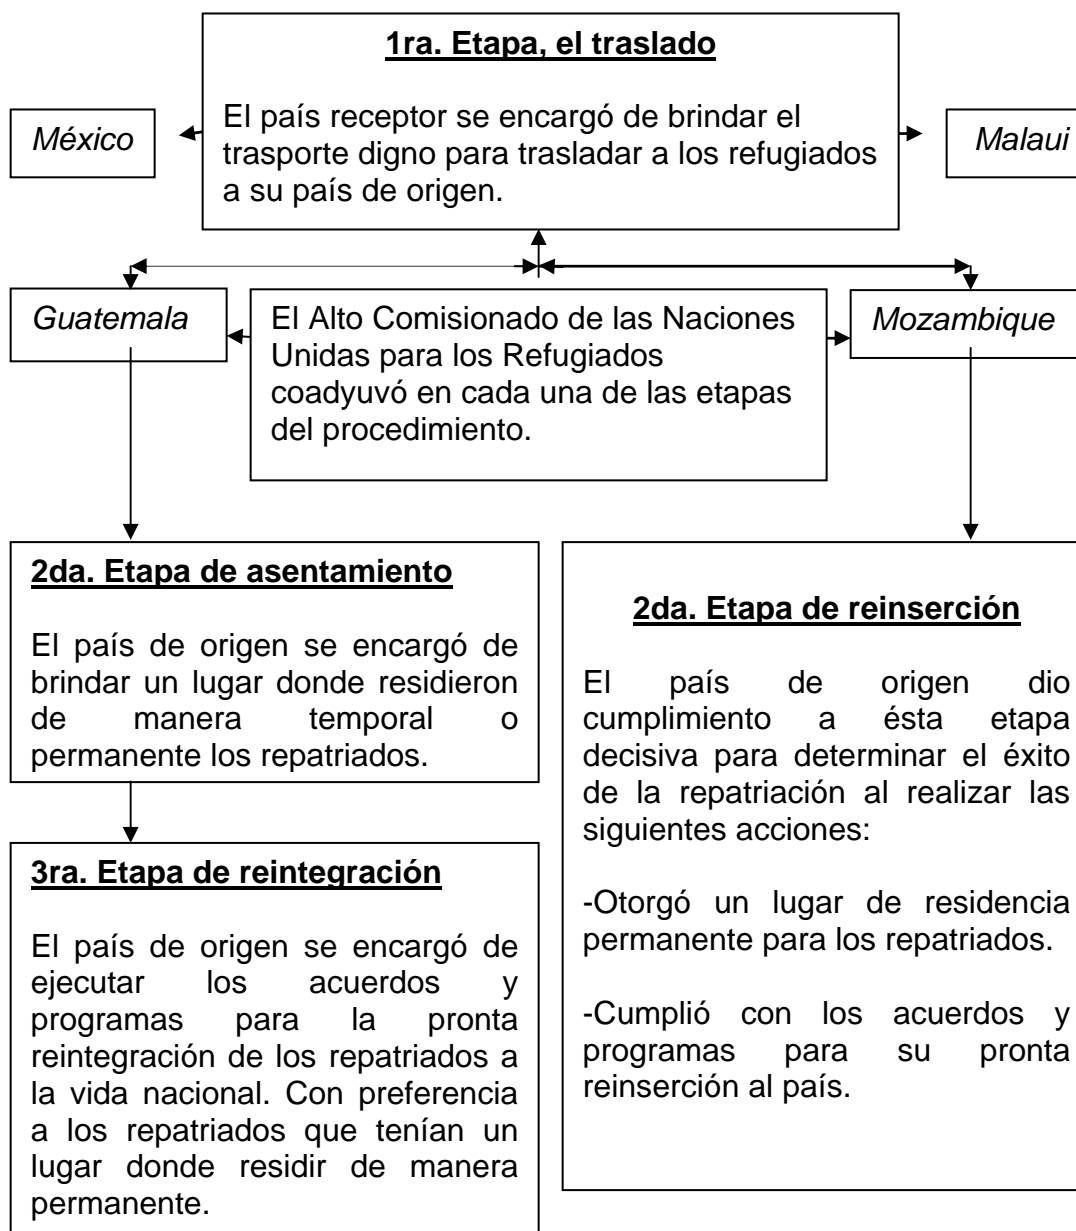 1ra. Etapa, el traslado
El país receptor se encargó de brindar el
trasporte digno para trasladar a los refugiados
a su país de origen.
México
Malaui
Guatemala
El Alto Comisionado de las Naciones
Unidas para los Refugiados
coadyuvó en cada una de las etapas
del procedimiento.
Mozambique
2da. Etapa de asentamiento
El país de origen se encargó de
brindar un lugar donde residieron
de manera temporal o
permanente los repatriados.
3ra. Etapa de reintegración
El país de origen se encargó de
ejecutar los acuerdos y
programas para la pronta
reintegración de los repatriados a
la vida nacional. Con preferencia
a los repatriados que tenían un
lugar donde residir de manera
permanente.
2da. Etapa de reinserción
El país de origen dio
cumplimiento a ésta etapa
decisiva para determinar el éxito
de la repatriación al realizar las
siguientes acciones:
-Otorgó un lugar de residencia
permanente para los repatriados.
-Cumplió con los acuerdos y
programas para su pronta
reinserción al país.